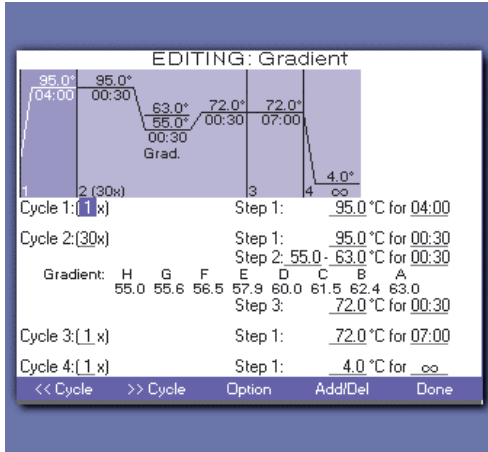 EDITING: Gradient
95.0° 95.0°
04:00 00:30
63.0° 72.0° 72.0°
55.0° 00:30 07:00
00:30
Grad.
4.0°
1 2 (30x) 3 4 ∞
Cycle 1:( 1 x) Step 1: 95.0 °C for 04:00
Cycle 2:(30x) Step 1: 95.0 °C for 00:30
Step 2: 55.0 - 63.0 °C for 00:30
Gradient: H G F E D C B A
55.0 55.6 56.5 57.9 60.0 61.5 62.4 63.0
Step 3: 72.0 °C for 00:30
Cycle 3:( 1 x) Step 1: 72.0 °C for 07:00
Cycle 4:( 1 x) Step 1: 4.0 °C for ∞
<< Cycle >> Cycle Option Add/Del Done